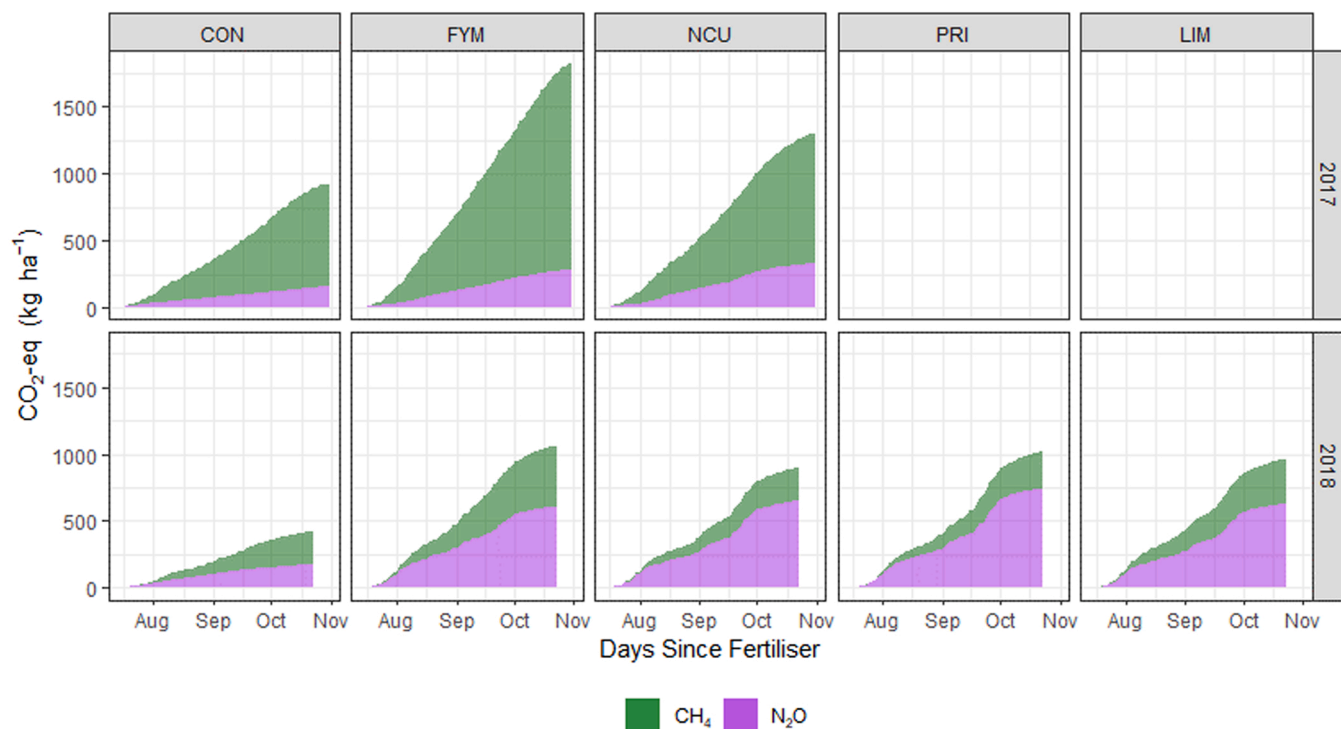 CON FYM NCU PRI LIM
CO₂-eq (kg ha⁻¹)
1500
1000
500
0
2017
1500
1000
500
0
2018
Aug Sep Oct Nov Aug Sep Oct Nov Aug Sep Oct Nov Aug Sep Oct Nov Aug Sep Oct Nov
Days Since Fertiliser
CH₄ N₂O